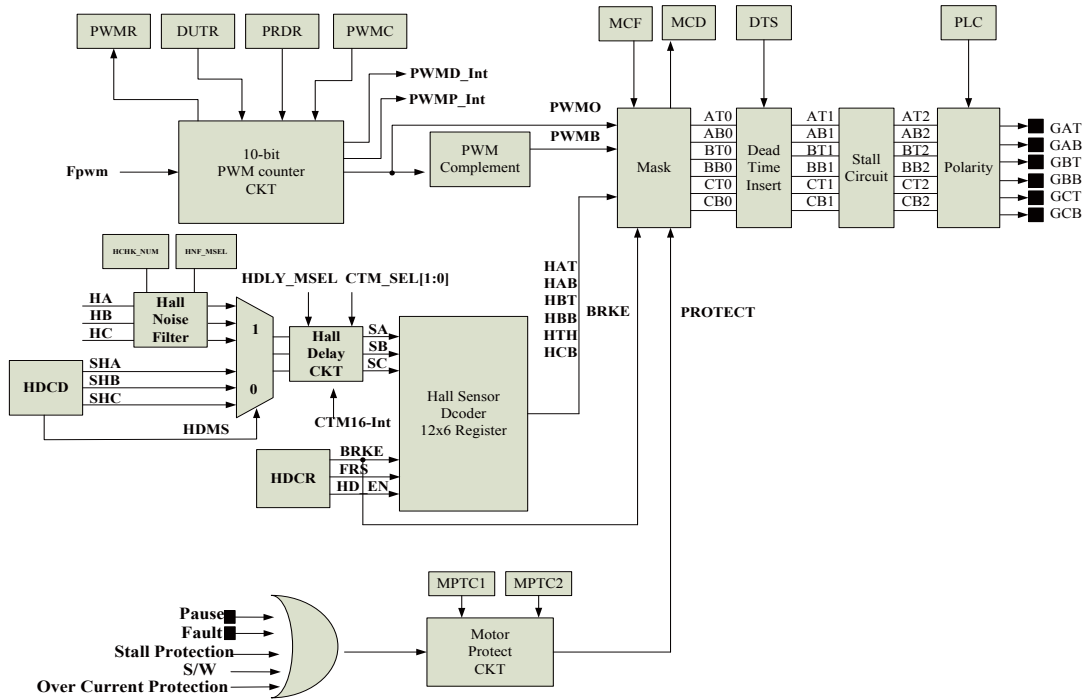 PWMR
DUTR
PRDR
PWMC
MCF
MCD
DTS
PLC
PWMD_Int
PWMP_Int
PWMO
PWMB
Fpwm
10-bit
PWM counter
CKT
PWM
Complement
Mask
AT0
AB0
BT0
BB0
CT0
CB0
Dead
Time
Insert
AT1
AB1
BT1
BB1
CT1
CB1
Stall
Circuit
AT2
AB2
BT2
BB2
CT2
CB2
Polarity
GAT
GAB
GBT
GBB
GCT
GCB
HCHK_NUM
HNF_MSEL
HDLY_MSEL
CTM_SEL[1:0]
HA
HB
HC
Hall
Noise
Filter
1
0
Hall
Delay
CKT
SA
SB
SC
HDCD
SHA
SHB
SHC
HDMS
CTM16-Int
Hall Sensor
Dcoder
12x6 Register
HAT
HAB
HBT
HBB
HTH
HCB
BRKE
PROTECT
HDCR
BRKE
FRS
HD_EN
MPTC1
MPTC2
Pause
Fault
Stall Protection
S/W
Over Current Protection
Motor
Protect
CKT